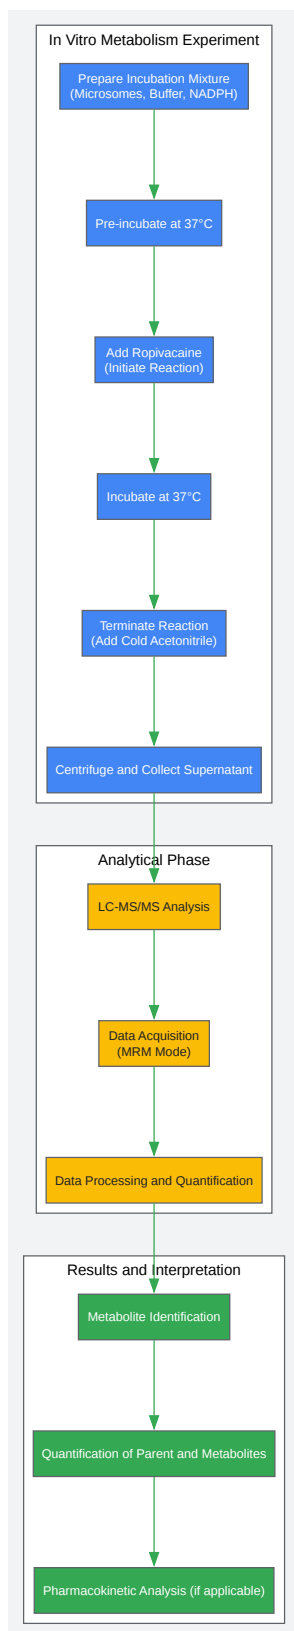 In Vitro Metabolism Experiment
Prepare Incubation Mixture
(Microsomes, Buffer, NADPH)
Pre-incubate at 37°C
Add Ropivacaine
(Initiate Reaction)
Incubate at 37°C
Terminate Reaction
(Add Cold Acetonitrile)
Centrifuge and Collect Supernatant
Analytical Phase
LC-MS/MS Analysis
Data Acquisition
(MRM Mode)
Data Processing and Quantification
Results and Interpretation
Metabolite Identification
Quantification of Parent and Metabolites
Pharmacokinetic Analysis (if applicable)